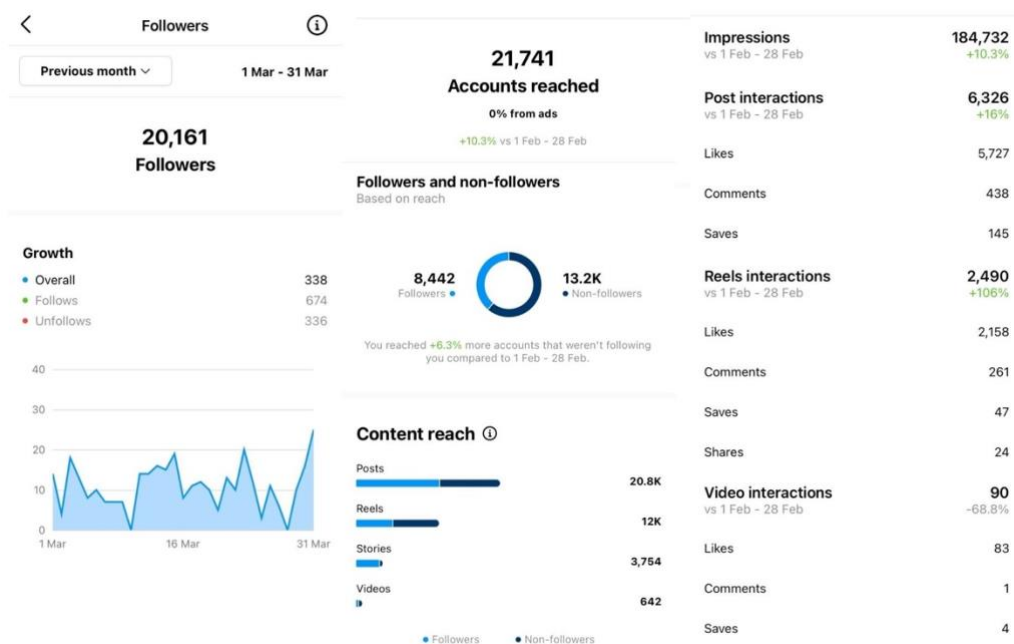 Followers
Previous month
1 Mar - 31 Mar
20,161
Followers
Growth
Overall 338
Follows 674
Unfollows 336
40
30
20
10
0
1 Mar 16 Mar 31 Mar
21,741
Accounts reached
0% from ads
+10.3% vs 1 Feb - 28 Feb
Followers and non-followers
Based on reach
8,442
Followers
13.2K
Non-followers
You reached +6.3% more accounts that weren't following
you compared to 1 Feb - 28 Feb.
Content reach
Posts
20.8K
Reels
12K
Stories
3,754
Videos
642
Followers Non-followers
Impressions 184,732
vs 1 Feb - 28 Feb +10.3%
Post interactions 6,326
vs 1 Feb - 28 Feb +16%
Likes 5,727
Comments 438
Saves 145
Reels interactions 2,490
vs 1 Feb - 28 Feb +106%
Likes 2,158
Comments 261
Saves 47
Shares 24
Video interactions 90
vs 1 Feb - 28 Feb -68.8%
Likes 83
Comments 1
Saves 4